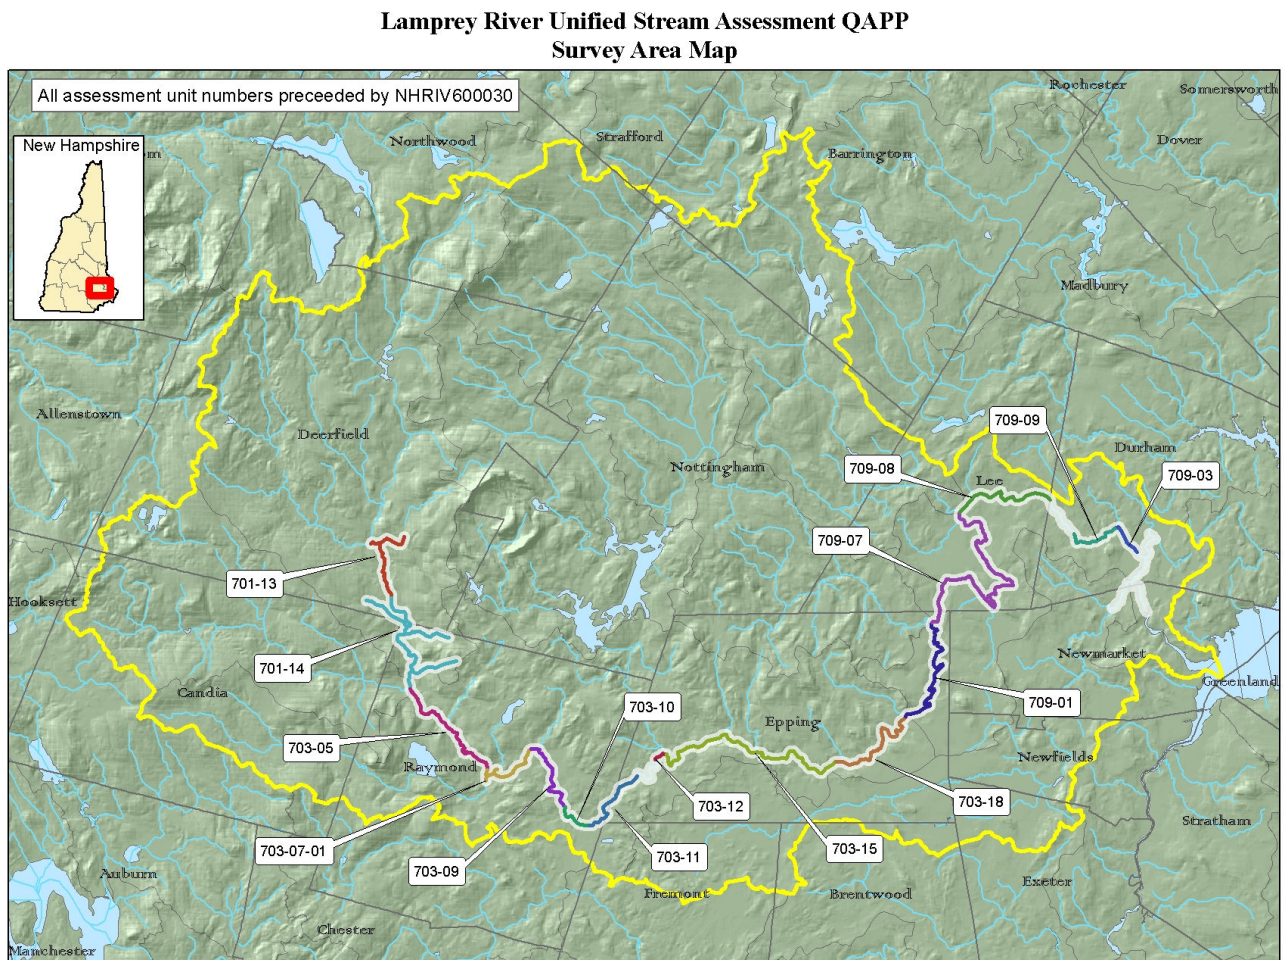 Lamprey River Unified Stream Assessment QAPP
Survey Area Map
All assessment unit numbers preceeded by NHRIV600030
New Hampshire
om
Northwood
Strafford
Barrington
Rochester
Somersworth
Dover
Madbury
Allenstown
Deerfield
Nottingham
709-09
Durham
709-08
Lee
709-03
709-07
701-13
Hooksett
701-14
Newmarket
Greenland
Candia
703-10
Epping
709-01
703-05
Raymond
Newfields
703-12
703-18
Stratham
703-07-01
703-09
703-11
703-15
Auburn
Fremont
Brentwood
Exeter
Chester
Manchester